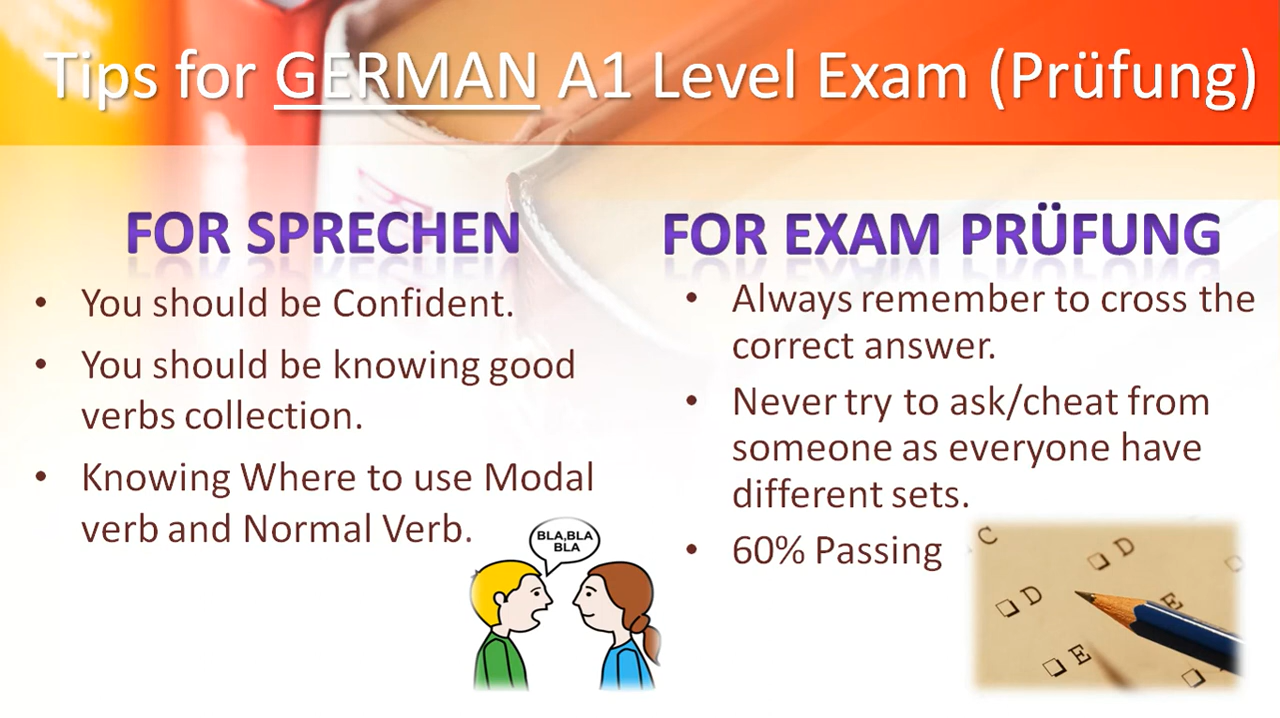 Tips for GERMAN A1 Level Exam (Prüfung)
FOR SPRECHEN
• You should be Confident.
• You should be knowing good
verbs collection.
• Knowing Where to use Modal
verb and Normal Verb.
BLA,BLA
BLA
FOR EXAM PRÜFUNG
• Always remember to cross the
correct answer.
• Never try to ask/cheat from
someone as everyone have
different sets.
• 60% Passing
C
D
D
E
E